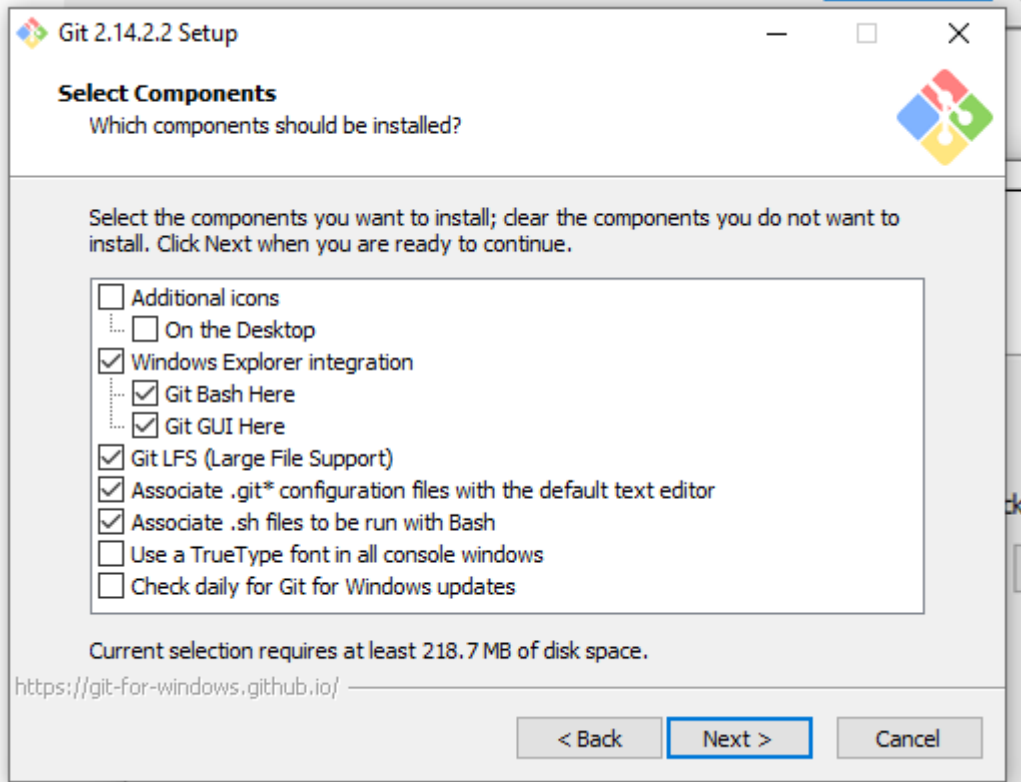 Git 2.14.2.2 Setup
Select Components
Which components should be installed?
Select the components you want to install; clear the components you do not want to
install. Click Next when you are ready to continue.
Additional icons
On the Desktop
Windows Explorer integration
Git Bash Here
Git GUI Here
Git LFS (Large File Support)
Associate .git* configuration files with the default text editor
Associate .sh files to be run with Bash
Use a TrueType font in all console windows
Check daily for Git for Windows updates
Current selection requires at least 218.7 MB of disk space.
https://git-for-windows.github.io/
< Back Next > Cancel